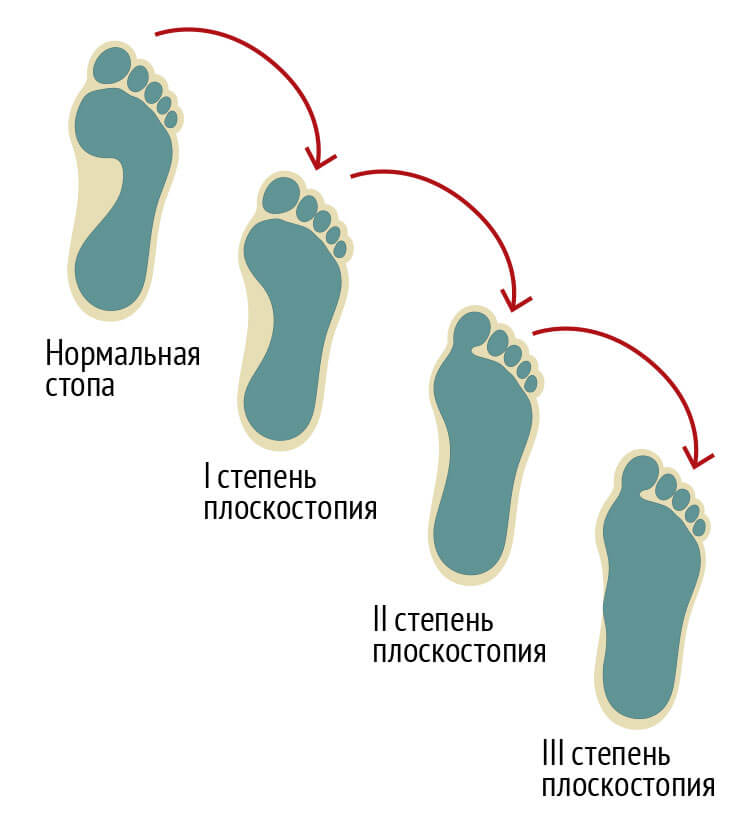 Нормальная
стопа
I степень
плоскостопия
II степень
плоскостопия
III степень
плоскостопия